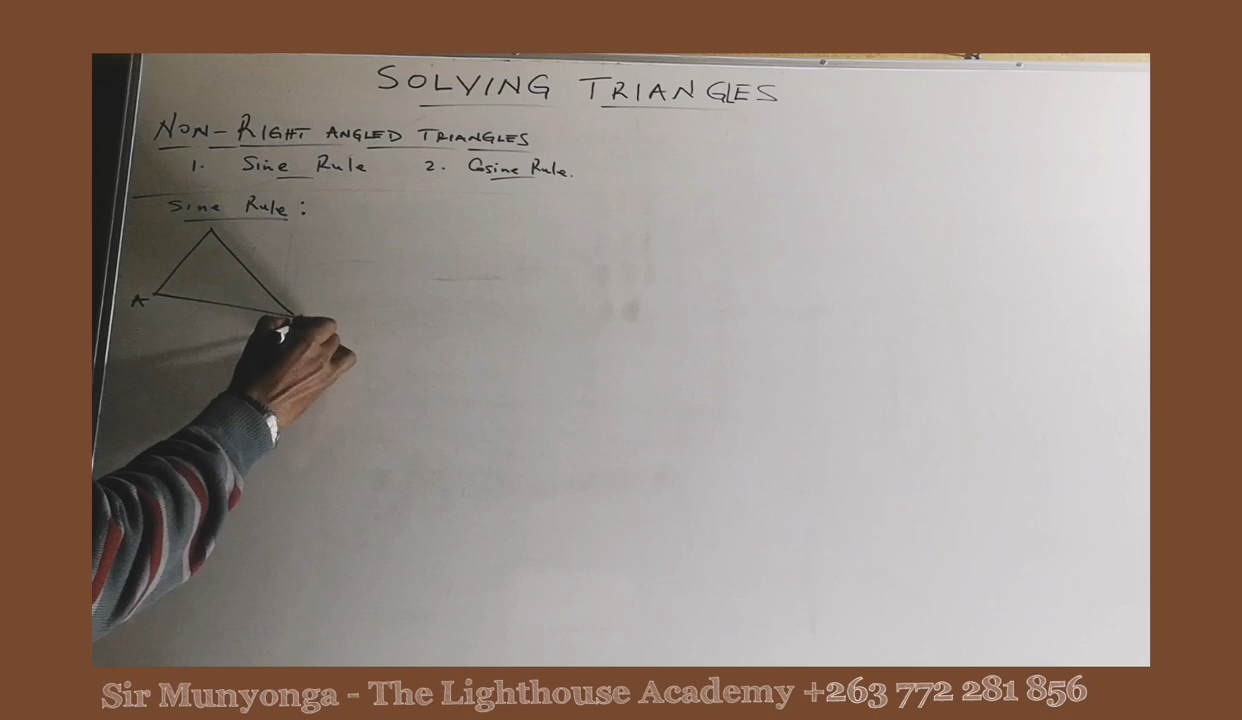 SOLVING TRIANGLES
NON-RIGHT ANGLED TRIANGLES
1. Sine Rule 2. Cosine Rule.
Sine Rule:
A
Sir Munyonga - The Lighthouse Academy +263 772 281 856